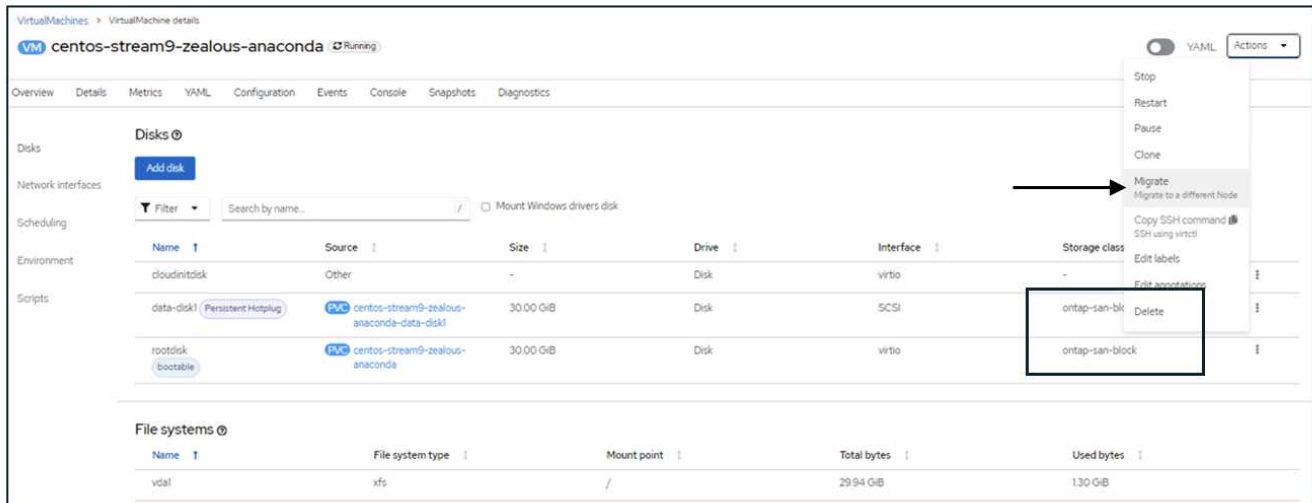 VirtualMachines > VirtualMachine details
VM centos-stream9-zealous-anaconda Running
YAML Actions
Overview Details Metrics YAML Configuration Events Console Snapshots Diagnostics
Stop
Restart
Pause
Clone
Migrate
Migrate to a different Node
Copy SSH command
SSH using virtctl
Edit labels
Edit annotations
Delete
Disks
Network interfaces
Scheduling
Environment
Scripts
Disks
Add disk
Filter Search by name... / Mount Windows drivers disk
Name Source Size Drive Interface Storage class
cloudinitdisk Other - Disk virtio -
data-disk1 Persistent Hotplug PVC centos-stream9-zealous- 30.00 GiB Disk SCSI ontap-san-blo
anaconda-data-disk1
rootdisk PVC centos-stream9-zealous- 30.00 GiB Disk virtio ontap-san-block
bootable anaconda
File systems
Name File system type Mount point Total bytes Used bytes
vda1 xfs / 29.94 GiB 1.30 GiB